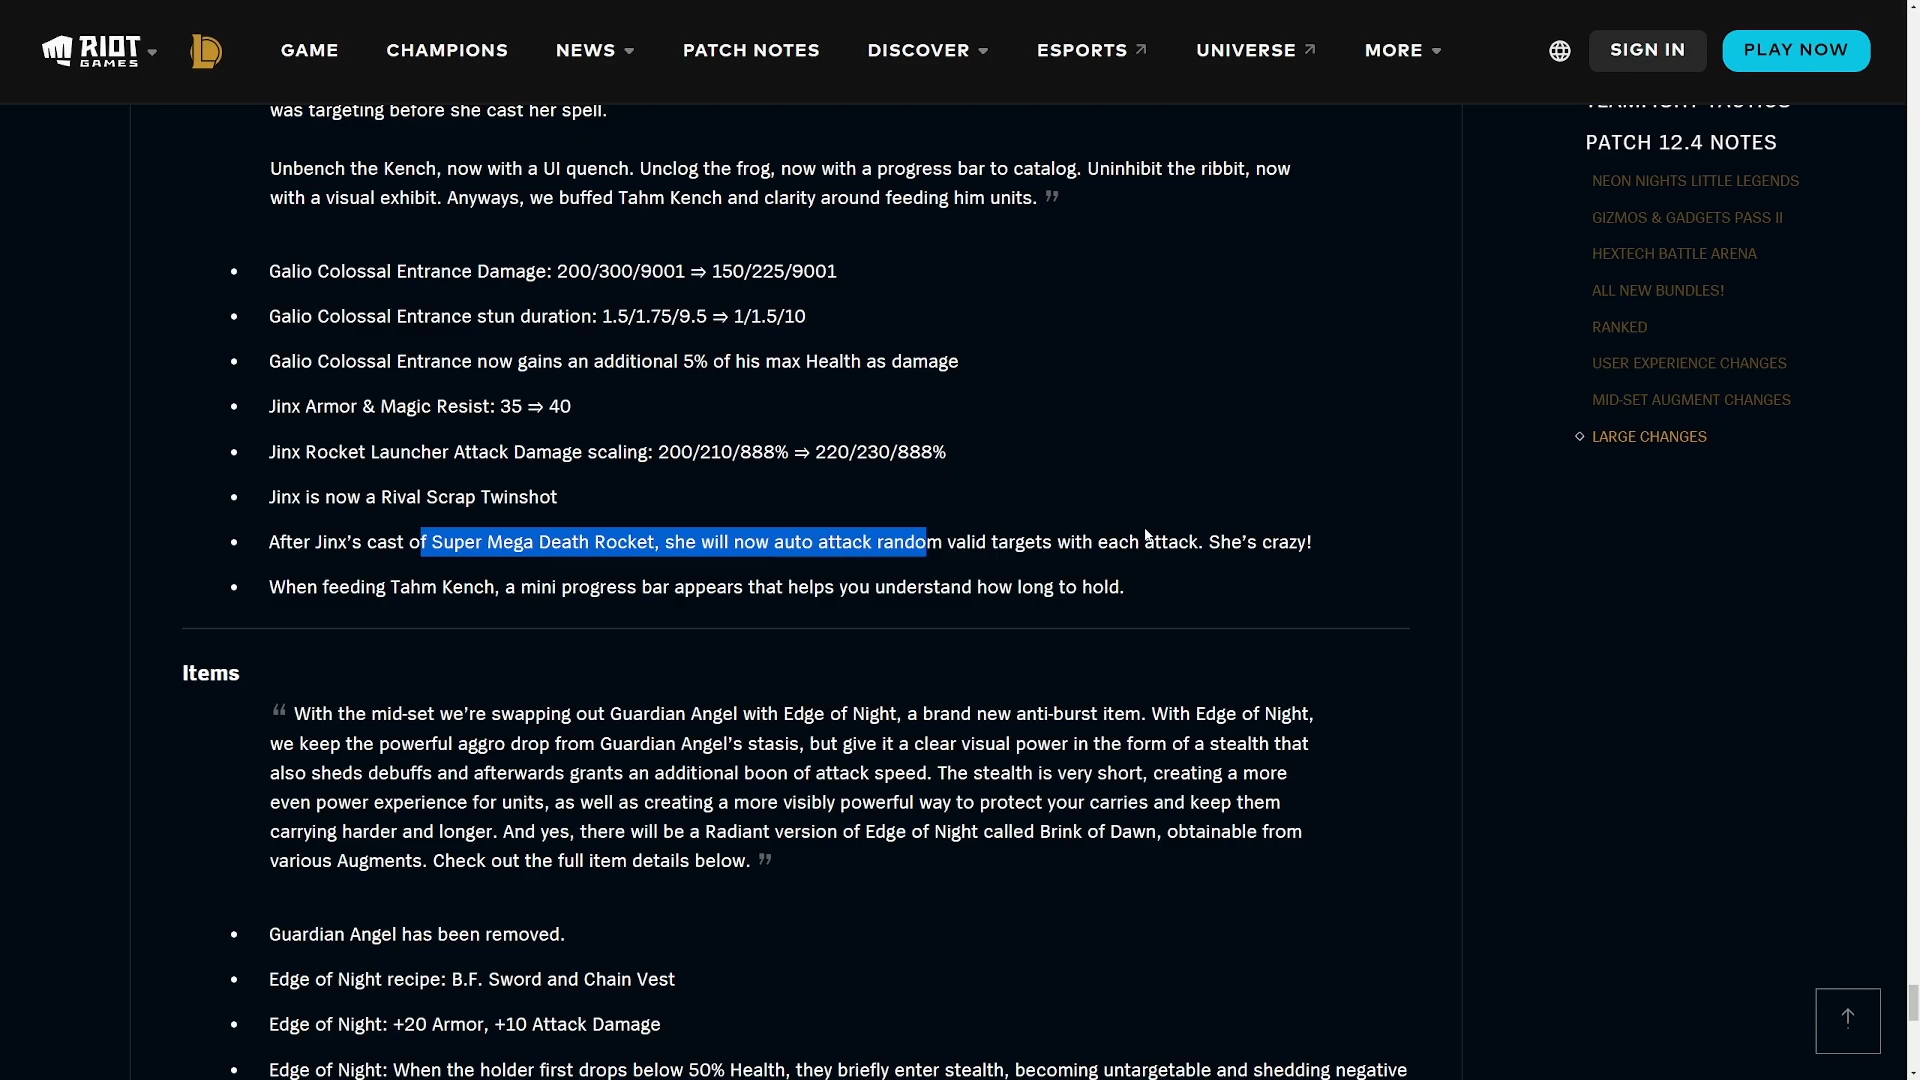 RIOT GAMES
GAME
CHAMPIONS
NEWS
PATCH NOTES
DISCOVER
ESPORTS
UNIVERSE
MORE
SIGN IN
PLAY NOW
was targeting before she cast her spell.
Unbench the Kench, now with a UI quench. Unclog the frog, now with a progress bar to catalog. Uninhibit the ribbit, now
with a visual exhibit. Anyways, we buffed Tahm Kench and clarity around feeding him units. ”
• Galio Colossal Entrance Damage: 200/300/9001 ⇒ 150/225/9001
• Galio Colossal Entrance stun duration: 1.5/1.75/9.5 ⇒ 1/1.5/10
• Galio Colossal Entrance now gains an additional 5% of his max Health as damage
• Jinx Armor & Magic Resist: 35 ⇒ 40
• Jinx Rocket Launcher Attack Damage scaling: 200/210/888% ⇒ 220/230/888%
• Jinx is now a Rival Scrap Twinshot
• After Jinx’s cast of Super Mega Death Rocket, she will now auto attack random valid targets with each attack. She’s crazy!
• When feeding Tahm Kench, a mini progress bar appears that helps you understand how long to hold.
Items
“ With the mid-set we’re swapping out Guardian Angel with Edge of Night, a brand new anti-burst item. With Edge of Night,
we keep the powerful aggro drop from Guardian Angel’s stasis, but give it a clear visual power in the form of a stealth that
also sheds debuffs and afterwards grants an additional boon of attack speed. The stealth is very short, creating a more
even power experience for units, as well as creating a more visibly powerful way to protect your carries and keep them
carrying harder and longer. And yes, there will be a Radiant version of Edge of Night called Brink of Dawn, obtainable from
various Augments. Check out the full item details below. ”
• Guardian Angel has been removed.
• Edge of Night recipe: B.F. Sword and Chain Vest
• Edge of Night: +20 Armor, +10 Attack Damage
• Edge of Night: When the holder first drops below 50% Health, they briefly enter stealth, becoming untargetable and shedding negative
TEAMFIGHT TACTICS
PATCH 12.4 NOTES
NEON NIGHTS LITTLE LEGENDS
GIZMOS & GADGETS PASS II
HEXTECH BATTLE ARENA
ALL NEW BUNDLES!
RANKED
USER EXPERIENCE CHANGES
MID-SET AUGMENT CHANGES
LARGE CHANGES